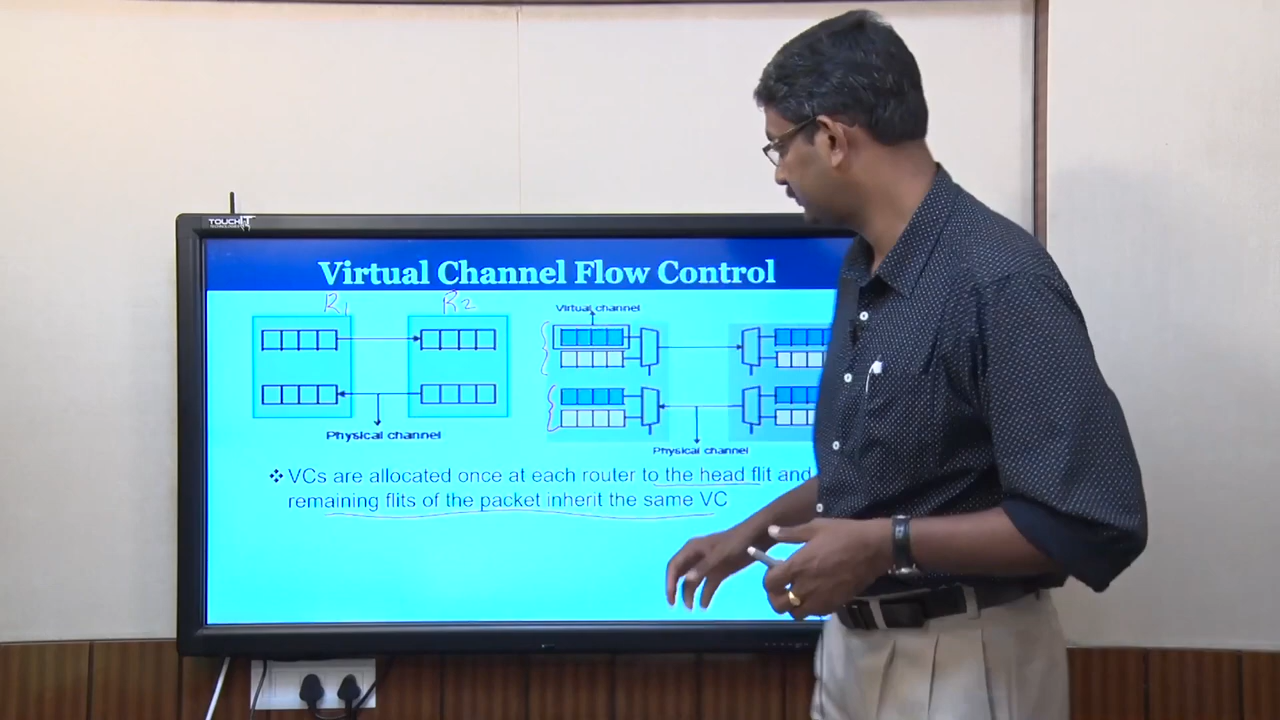 TOUCHIT
Virtual Channel Flow Control
R1 R2
Virtual channel
Physical channel
Physical channel
❖ VCs are allocated once at each router to the head flit and
remaining flits of the packet inherit the same VC